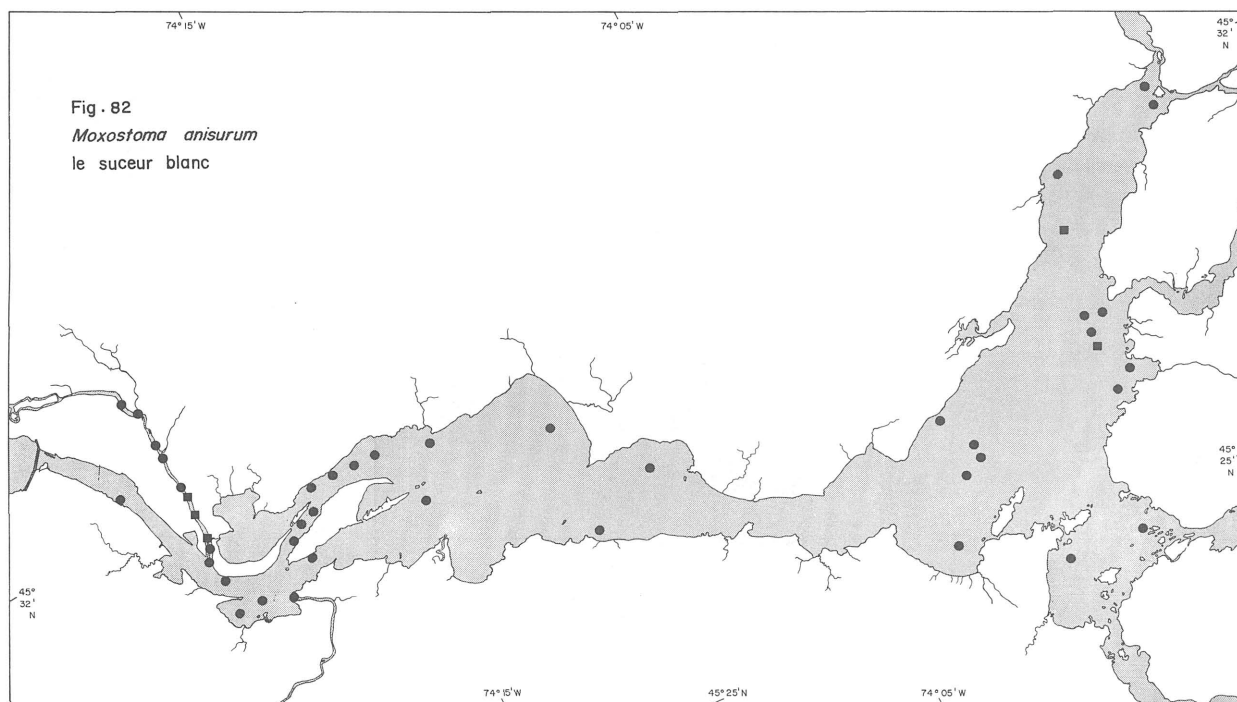 74° 15' W
74° 05' W
45°
32'
N
Fig. 82
Moxostoma anisurum
le suceur blanc
45°
25'
N
45°
32'
N
74° 15' W
45° 25' N
74° 05' W